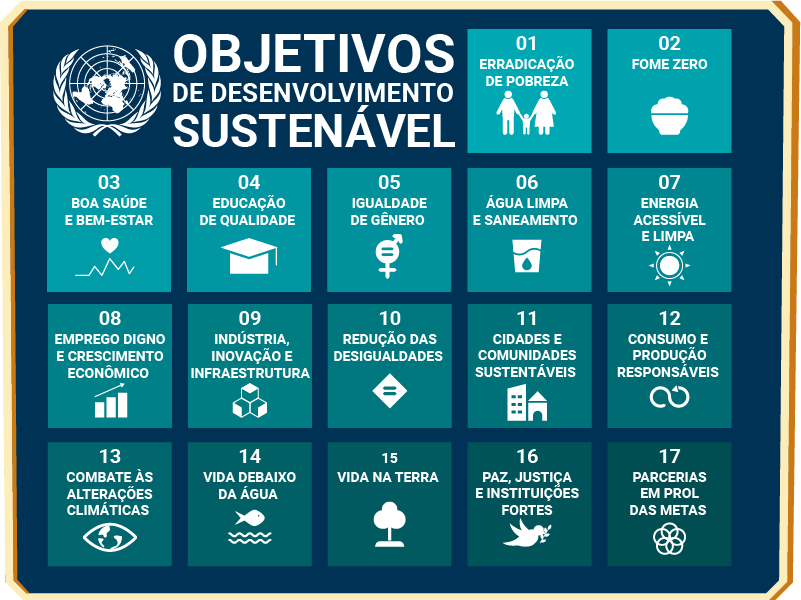 OBJETIVOS
DE DESENVOLVIMENTO
SUSTENÁVEL
01
ERRADICAÇÃO
DE POBREZA
02
FOME ZERO
03
BOA SAÚDE
E BEM-ESTAR
04
EDUCAÇÃO
DE QUALIDADE
05
IGUALDADE
DE GÊNERO
06
ÁGUA LIMPA
E SANEAMENTO
07
ENERGIA
ACESSÍVEL
E LIMPA
08
EMPREGO DIGNO
E CRESCIMENTO
ECONÔMICO
09
INDÚSTRIA,
INOVAÇÃO E
INFRAESTRUTURA
10
REDUÇÃO DAS
DESIGUALDADES
11
CIDADES E
COMUNIDADES
SUSTENTÁVEIS
12
CONSUMO E
PRODUÇÃO
RESPONSÁVEIS
13
COMBATE ÀS
ALTERAÇÕES
CLIMÁTICAS
14
VIDA DEBAIXO
DA ÁGUA
15
VIDA NA TERRA
16
PAZ, JUSTIÇA
E INSTITUIÇÕES
FORTES
17
PARCERIAS
EM PROL
DAS METAS